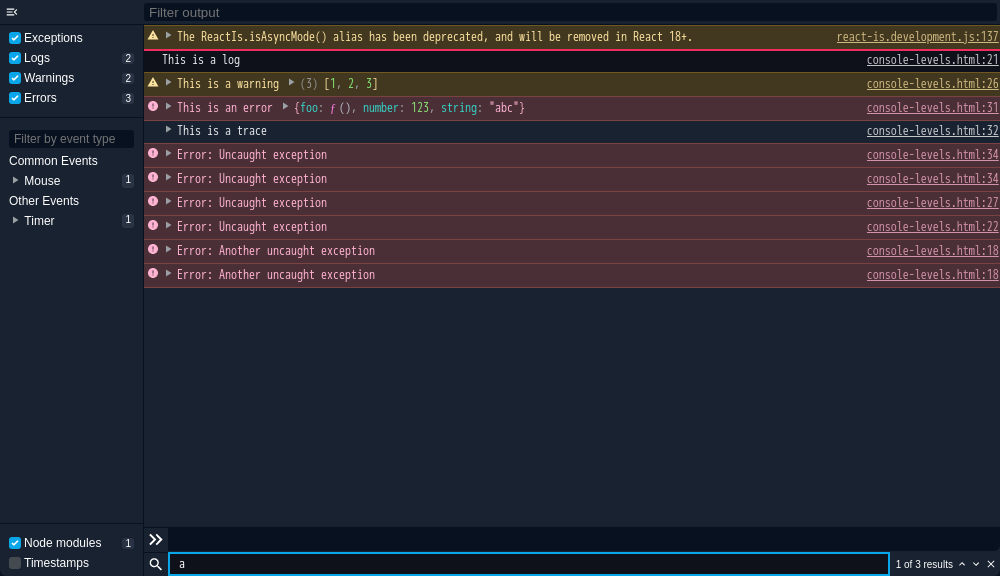 Filter output
Exceptions
Logs 2
Warnings 2
Errors 3
Filter by event type
Common Events
Mouse 1
Other Events
Timer 1
Node modules 1
Timestamps
The ReactIs.isAsyncMode() alias has been deprecated, and will be removed in React 18+. react-is.development.js:137
This is a log console-levels.html:21
This is a warning (3) [1, 2, 3] console-levels.html:26
This is an error {foo: ƒ (), number: 123, string: "abc"} console-levels.html:31
This is a trace console-levels.html:32
Error: Uncaught exception console-levels.html:34
Error: Uncaught exception console-levels.html:34
Error: Uncaught exception console-levels.html:27
Error: Uncaught exception console-levels.html:22
Error: Another uncaught exception console-levels.html:18
Error: Another uncaught exception console-levels.html:18
a 1 of 3 results